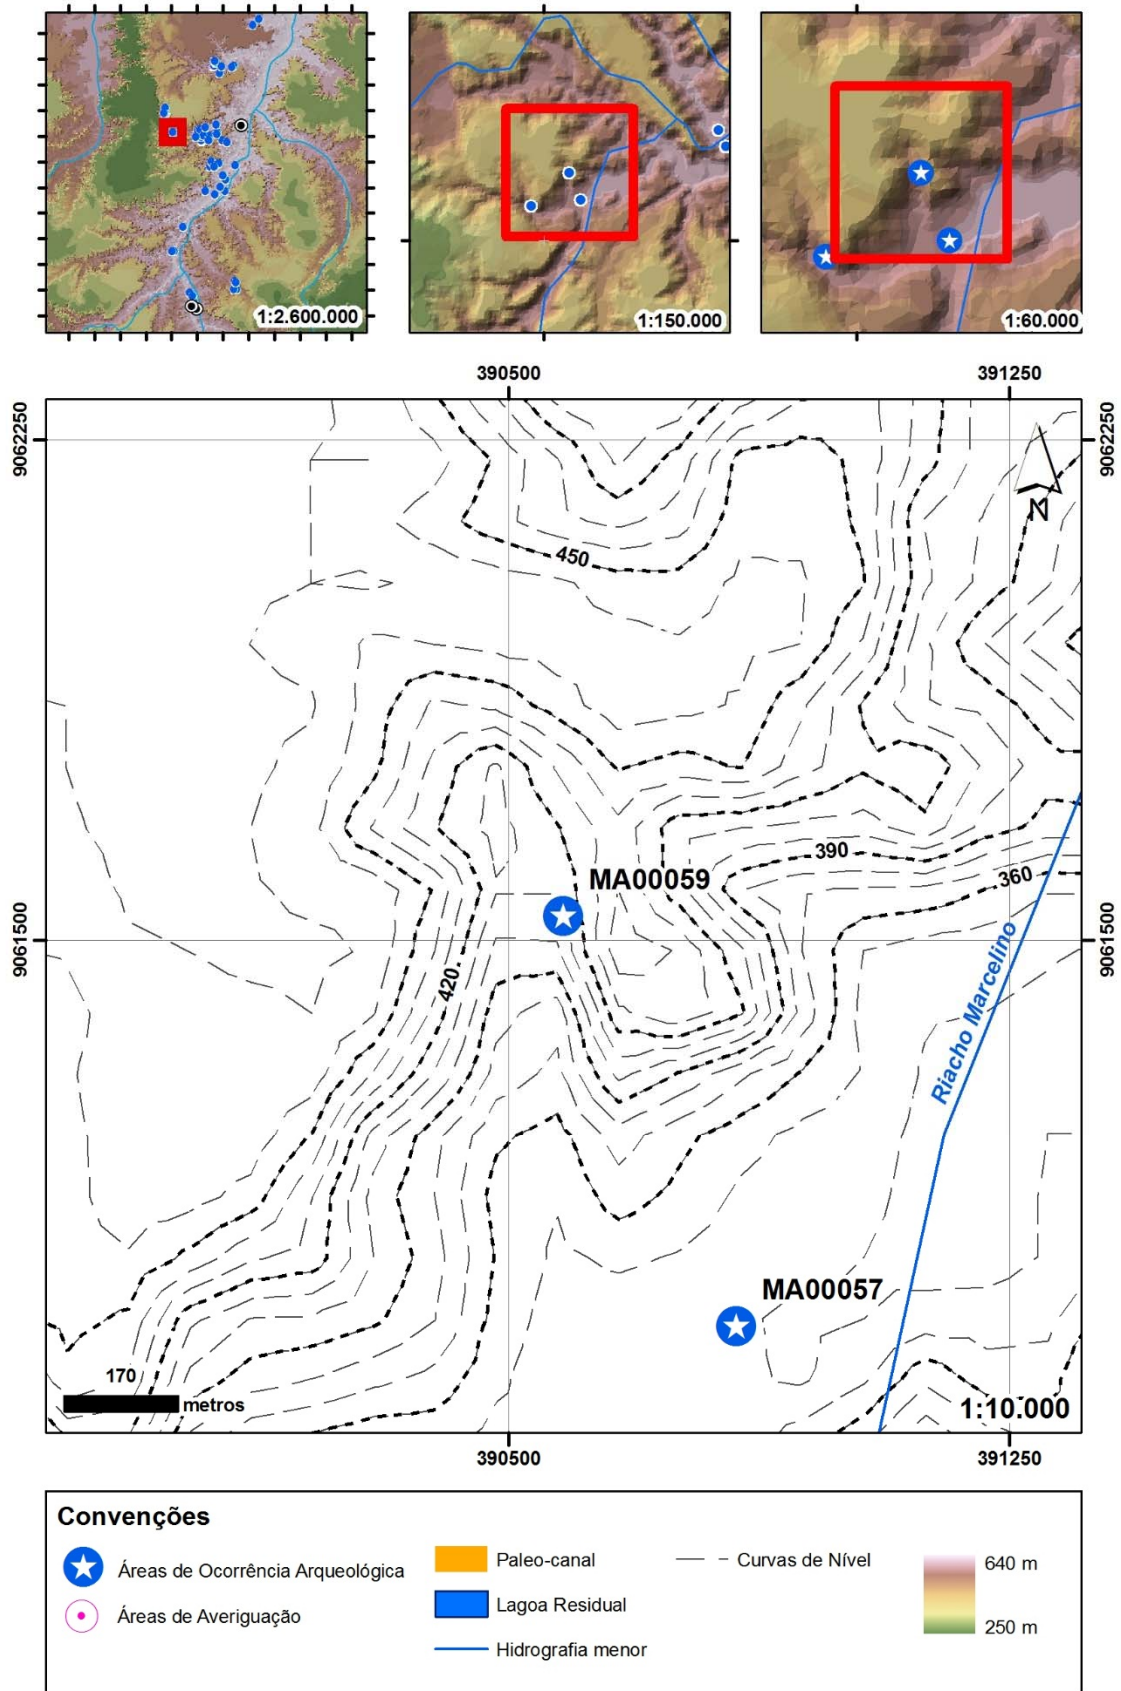 1:2.600.000
1:150.000
1:60.000
390500
391250
9062250
9062250
N
450
MA00059
390
360
9061500
9061500
420
Riacho Marcelino
MA00057
170
metros
1:10.000
390500
391250
Convenções
Áreas de Ocorrência Arqueológica
Áreas de Averiguação
Paleo-canal
Lagoa Residual
Hidrografia menor
Curvas de Nível
640 m
250 m